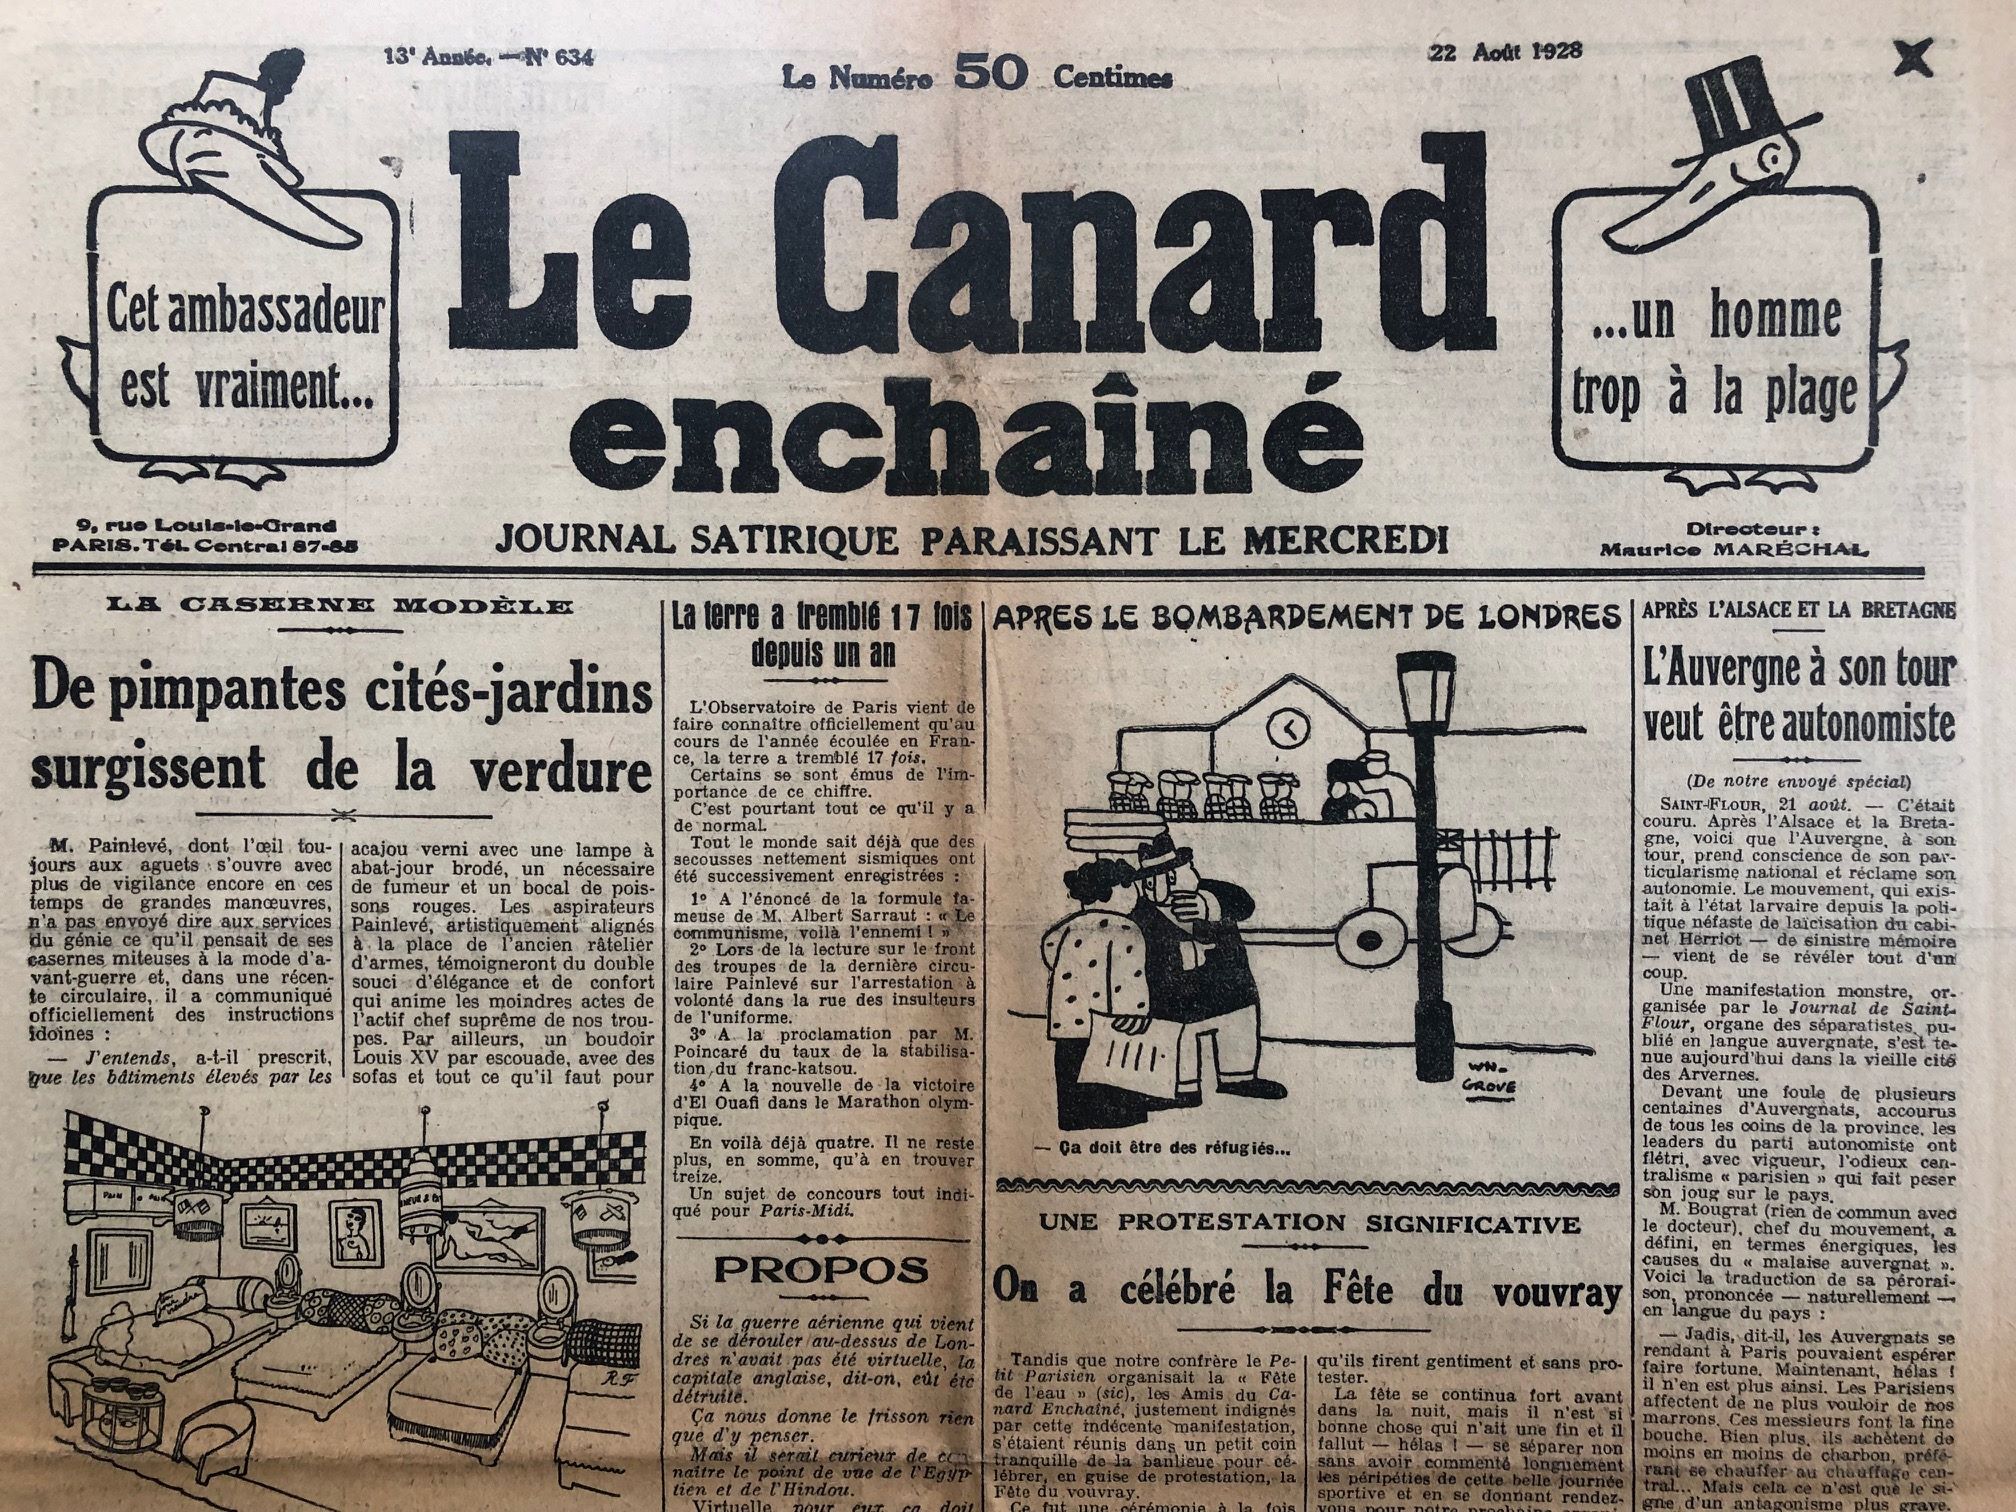 13e Année. — No 634
Le Numéro 50 Centimes
22 Août 1928
Cet ambassadeur
est vraiment...
Le Canard
enchaîné
...un homme
trop à la plage
9, rue Louis-le-Grand
PARIS. Tél. Central 87-85
JOURNAL SATIRIQUE PARAISSANT LE MERCREDI
Directeur :
Maurice MARÉCHAL
LA CASERNE MODÈLE
De pimpantes cités-jardins
surgissent de la verdure
M. Painlevé, dont l'œil tou-
jours aux aguets s'ouvre avec
plus de vigilance encore en ces
temps de grandes manœuvres,
n'a pas envoyé dire aux services
du génie ce qu'il pensait de ses
casernes miteuses à la mode d'a-
vant-guerre et, dans une récen-
te circulaire, il a communiqué
officiellement des instructions
idoines :
— J'entends, a-t-il prescrit,
que les bâtiments élevés par les
acajou verni avec une lampe à
abat-jour brodé, un nécessaire
de fumeur et un bocal de pois-
sons rouges. Les aspirateurs
Painlevé, artistiquement alignés
à la place de l'ancien râtelier
d'armes, témoigneront du double
souci d'élégance et de confort
qui anime les moindres actes de
l'actif chef suprême de nos trou-
pes. Par ailleurs, un boudoir
Louis XV par escouade, avec des
sofas et tout ce qu'il faut pour
PAIN
R.F
La terre a tremblé 17 fois
depuis un an
L'Observatoire de Paris vient de
faire connaître officiellement qu'au
cours de l'année écoulée en Fran-
ce, la terre a tremblé 17 fois.
Certains se sont émus de l'im-
portance de ce chiffre.
C'est pourtant tout ce qu'il y a
de normal.
Tout le monde sait déjà que des
secousses nettement sismiques ont
été successivement enregistrées :
1o A l'énoncé de la formule fa-
meuse de M. Albert Sarraut : « Le
communisme, voilà l'ennemi ! »
2o Lors de la lecture sur le front
des troupes de la dernière circu-
laire Painlevé sur l'arrestation à
volonté dans la rue des insulteurs
de l'uniforme.
3o A la proclamation par M.
Poincaré du taux de la stabilisa-
tion du franc-katsou.
4o A la nouvelle de la victoire
d'El Ouafi dans le Marathon olym-
pique.
En voilà déjà quatre. Il ne reste
plus, en somme, qu'à en trouver
treize.
Un sujet de concours tout indi-
qué pour Paris-Midi.
PROPOS
Si la guerre aérienne qui vient
de se dérouler au-dessus de Lon-
dres n'avait pas été virtuelle, la
capitale anglaise, dit-on, eût été
détruite.
Ça nous donne le frisson rien
que d'y penser.
Mais il serait curieux de con-
naître le point de vue de l'Egyp-
tien et de l'Hindou.
Virtuelle pour eux ça doit
APRES LE BOMBARDEMENT DE LONDRES
WN-
GROVE
— Ça doit être des réfugiés...
UNE PROTESTATION SIGNIFICATIVE
On a célébré la Fête du vouvray
Tandis que notre confrère le Pe-
tit Parisien organisait la « Fête
de l'eau » (sic), les Amis du Ca-
nard Enchaîné, justement indignés
par cette indécente manifestation,
s'étaient réunis dans un petit coin
tranquille de la banlieue pour cé-
lébrer, en guise de protestation, la
Fête du vouvray.
Ce fut une cérémonie à la fois
qu'ils firent gentiment et sans pro-
tester.
La fête se continua fort avant
dans la nuit, mais il n'est si
bonne chose qui n'ait une fin et il
fallut — hélas ! — se séparer non
sans avoir commenté longuement
les péripéties de cette belle journée
sportive et en se donnant rendez-
vous pour notre prochaine
APRÈS L'ALSACE ET LA BRETAGNE
L'Auvergne à son tour
veut être autonomiste
(De notre envoyé spécial)
SAINT-FLOUR, 21 août. — C'était
couru. Après l'Alsace et la Breta-
gne, voici que l'Auvergne, à son
tour, prend conscience de son par-
ticularisme national et réclame son
autonomie. Le mouvement, qui exis-
tait à l'état larvaire depuis la poli-
tique néfaste de laïcisation du cabi-
net Herriot — de sinistre mémoire
— vient de se révéler tout d'un
coup.
Une manifestation monstre, or-
ganisée par le Journal de Saint-
Flour, organe des séparatistes, pu-
blié en langue auvergnate, s'est te-
nue aujourd'hui dans la vieille cité
des Arvernes.
Devant une foule de plusieurs
centaines d'Auvergnats, accourus
de tous les coins de la province, les
leaders du parti autonomiste ont
flétri, avec vigueur, l'odieux cen-
tralisme « parisien » qui fait peser
son joug sur le pays.
M. Bougrat (rien de commun avec
le docteur), chef du mouvement, a
défini, en termes énergiques, les
causes du « malaise auvergnat ».
Voici la traduction de sa pérorai-
son, prononcée — naturellement —
en langue du pays :
— Jadis, dit-il, les Auvergnats se
rendant à Paris pouvaient espérer
faire fortune. Maintenant, hélas !
il n'en est plus ainsi. Les Parisiens
affectent de ne plus vouloir de nos
marrons. Ces messieurs font la fine
bouche. Bien plus, ils achètent de
moins en moins de charbon, préfé-
rant se chauffer au chauffage cen-
tral... Mais cela ce n'est que le si-
gne d'un antagonisme plus grave.